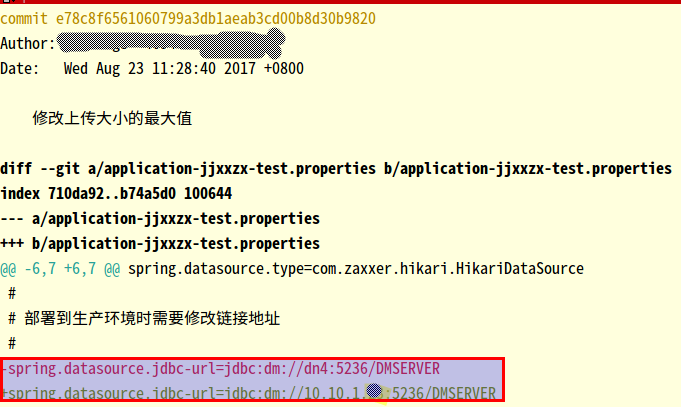 commit e78c8f6561060799a3db1aeab3cd00b8d30b9820
Author:
Date:   Wed Aug 23 11:28:40 2017 +0800
修改上传大小的最大值
diff --git a/application-jjxxzx-test.properties b/application-jjxxzx-test.properties
index 710da92..b74a5d0 100644
--- a/application-jjxxzx-test.properties
+++ b/application-jjxxzx-test.properties
@@ -6,7 +6,7 @@ spring.datasource.type=com.zaxxer.hikari.HikariDataSource
#
# 部署到生产环境时需要修改链接地址
#
-spring.datasource.jdbc-url=jdbc:dm://dn4:5236/DMSERVER
+spring.datasource.jdbc-url=jdbc:dm://10.10.1.:5236/DMSERVER